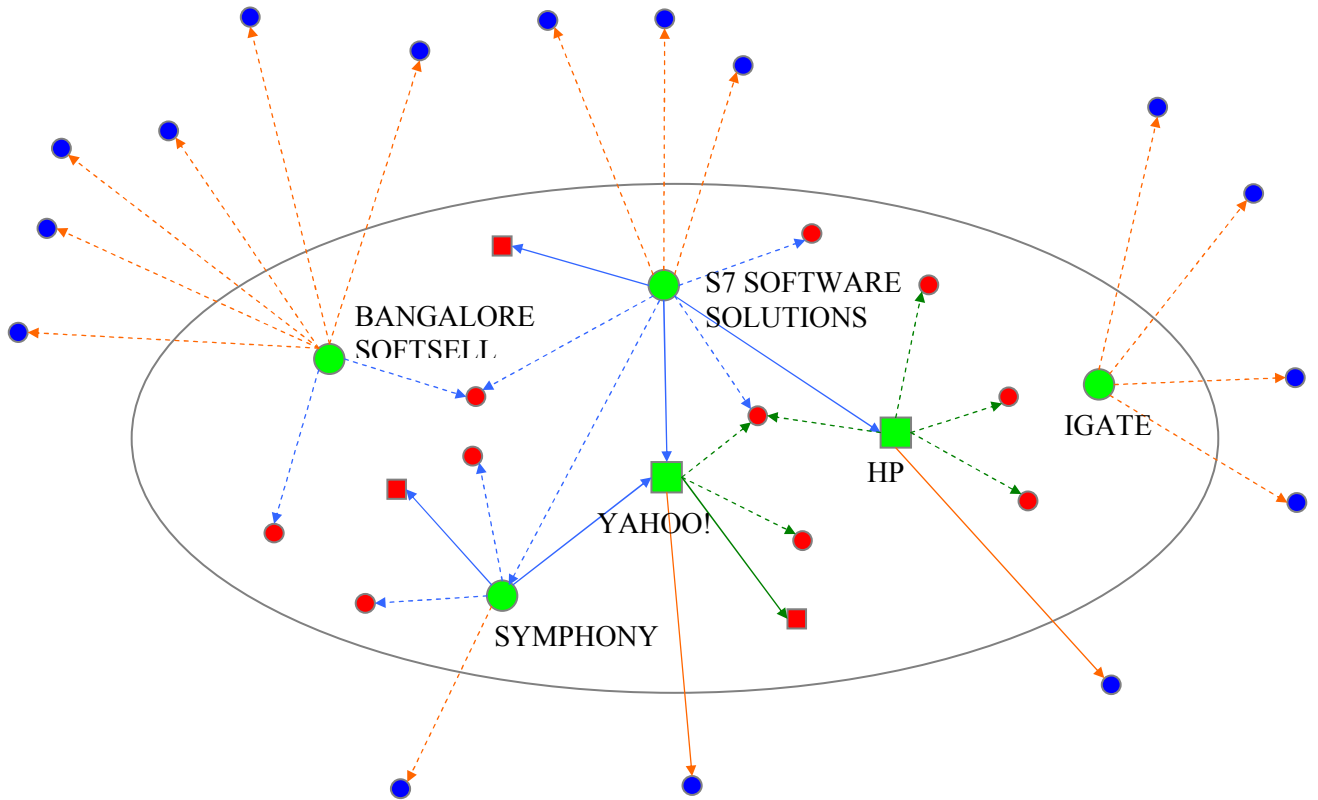 S7 SOFTWARE
SOLUTIONS
BANGALORE
SOFTSELL
IGATE
HP
YAHOO!
SYMPHONY